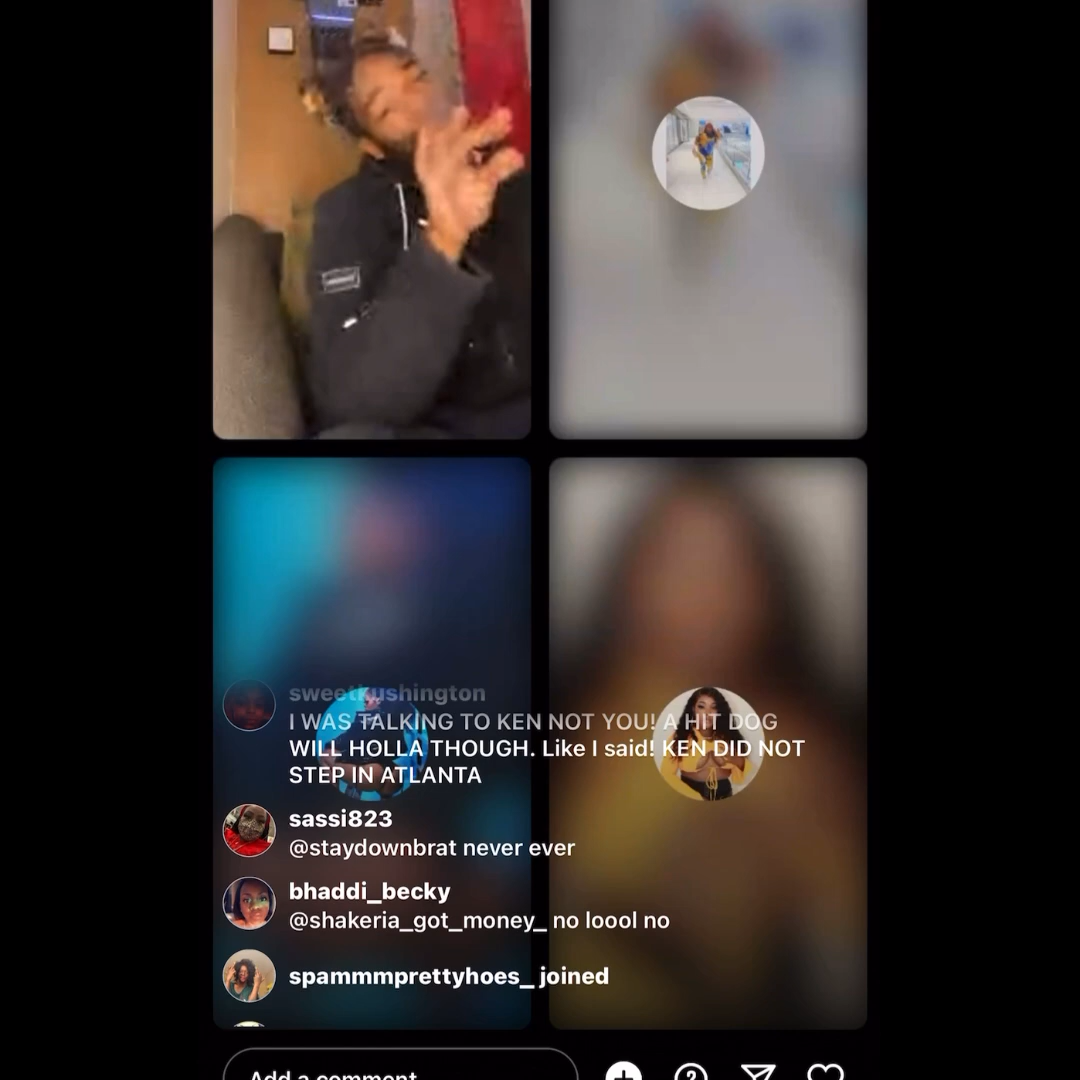 sweetkushington
I WAS TALKING TO KEN NOT YOU! A HIT DOG
WILL HOLLA THOUGH. Like I said! KEN DID NOT
STEP IN ATLANTA
sassi823
@staydownbrat never ever
bhaddi_becky
@shakeria_got_money_ no loool no
spammmprettyhoes_ joined
Add a comment